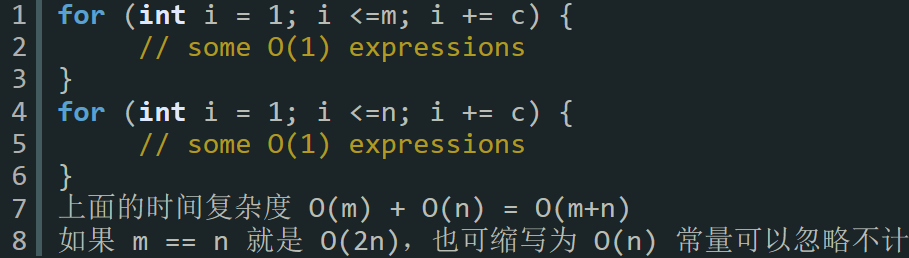 1 for (int i = 1; i <=m; i += c) {
2 // some O(1) expressions
3 }
4 for (int i = 1; i <=n; i += c) {
5 // some O(1) expressions
6 }
7 上面的时间复杂度 O(m) + O(n) = O(m+n)
8 如果 m == n 就是 O(2n)，也可缩写为 O(n) 常量可以忽略不计